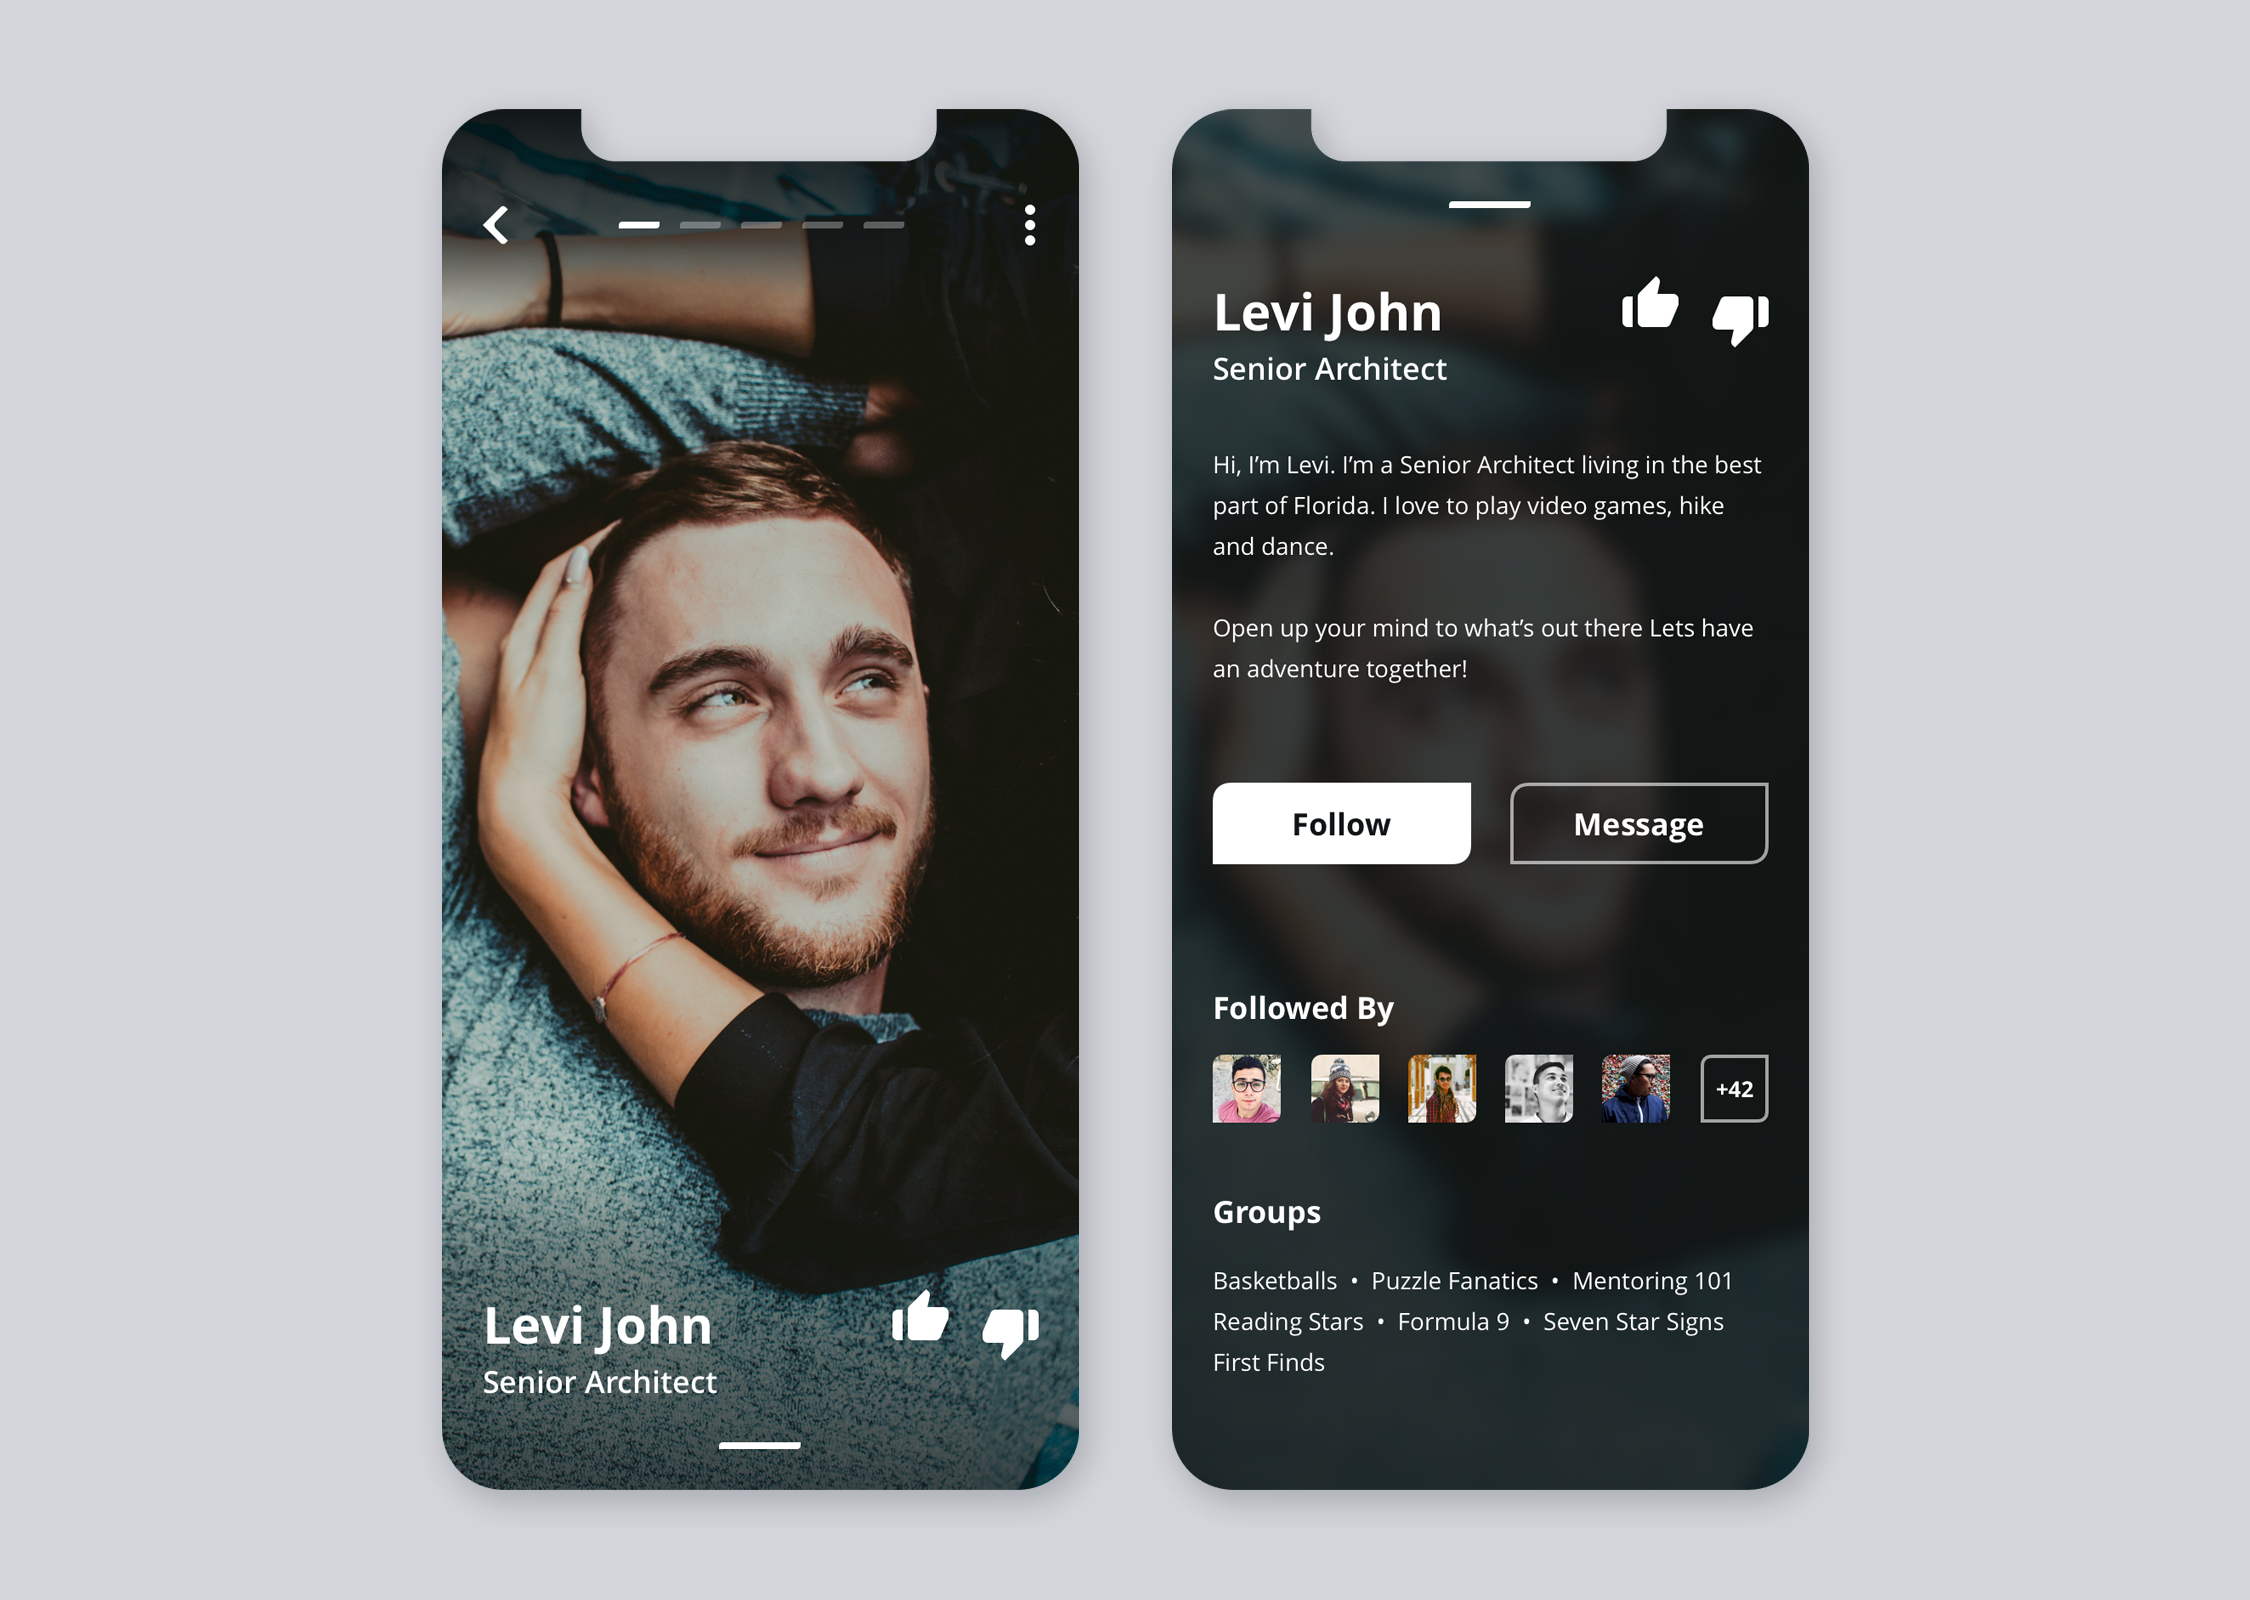 Levi John
Senior Architect
Levi John
Senior Architect
Hi, I’m Levi. I’m a Senior Architect living in the best
part of Florida. I love to play video games, hike
and dance.
Open up your mind to what’s out there Lets have
an adventure together!
Follow
Message
Followed By
+42
Groups
Basketballs • Puzzle Fanatics • Mentoring 101
Reading Stars • Formula 9 • Seven Star Signs
First Finds